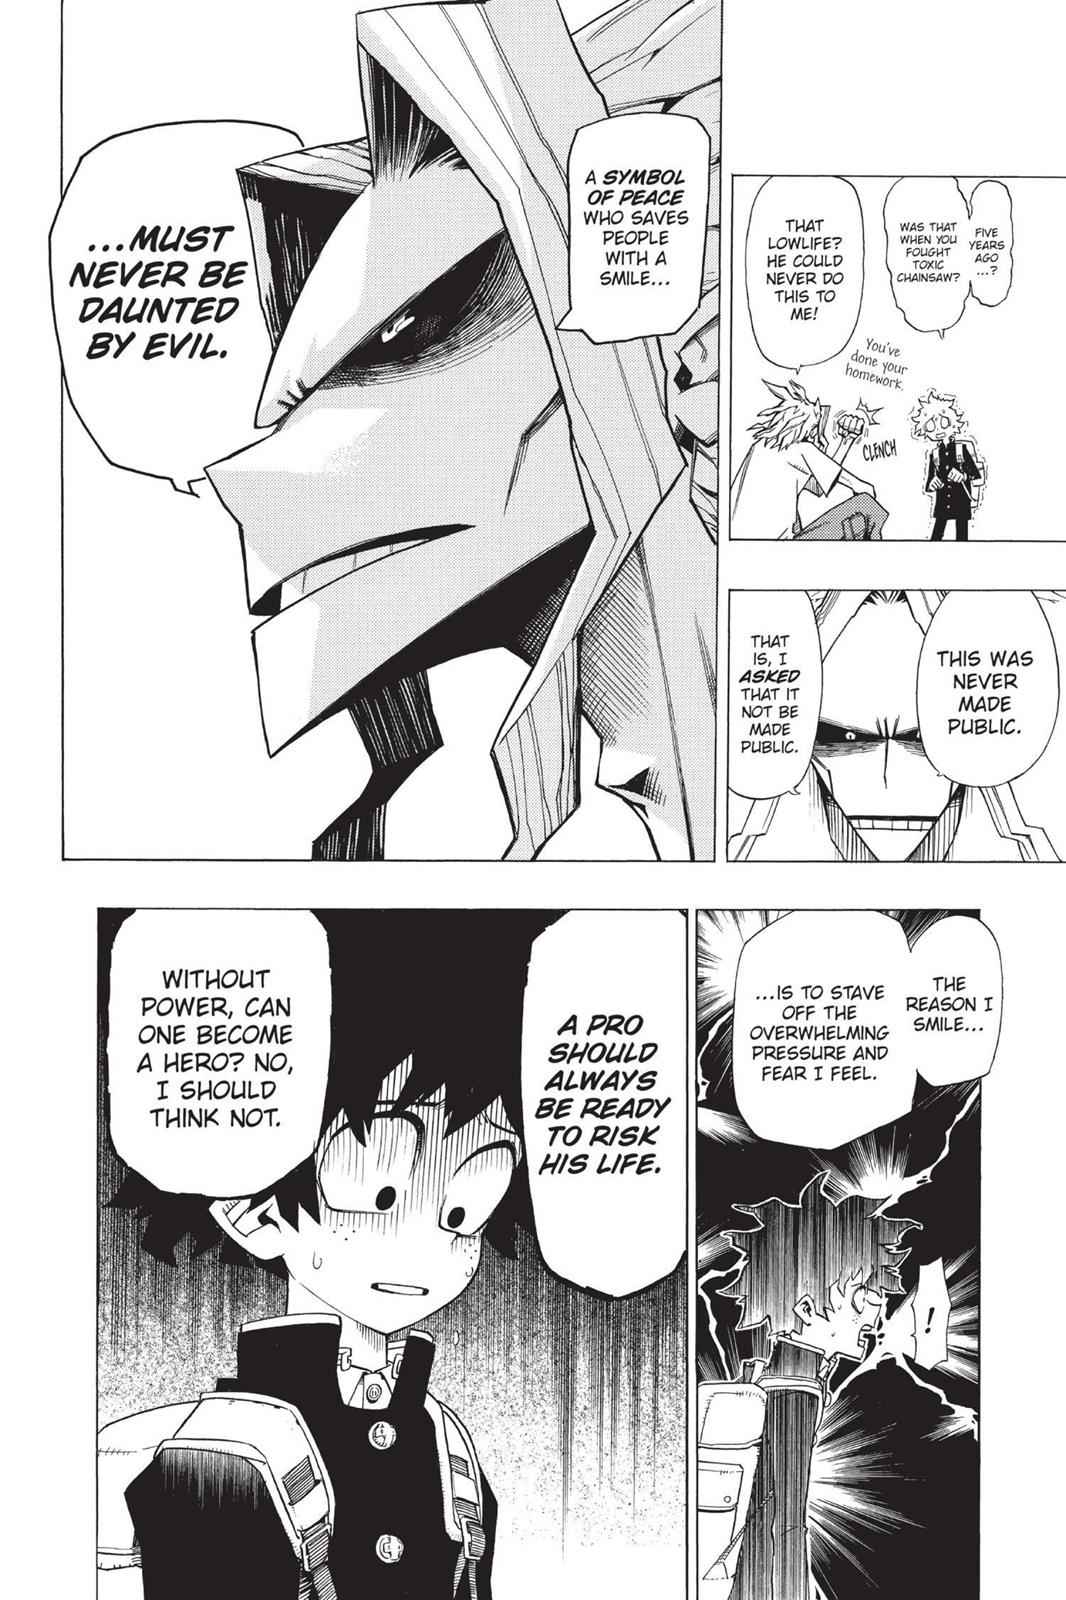 FIVE
YEARS
AGO
...?
WAS THAT
WHEN YOU
FOUGHT
TOXIC
CHAINSAW?
THAT
LOWLIFE?
HE COULD
NEVER DO
THIS TO
ME!
You've
done your
homework.
CLENCH
THIS WAS
NEVER
MADE
PUBLIC.
THAT
IS, I
ASKED
THAT IT
NOT BE
MADE
PUBLIC.
A SYMBOL
OF PEACE
WHO SAVES
PEOPLE
WITH A
SMILE...
...MUST
NEVER BE
DAUNTED
BY EVIL.
THE
REASON I
SMILE...
...IS TO STAVE
OFF THE
OVERWHELMING
PRESSURE AND
FEAR I FEEL.
!
A PRO
SHOULD
ALWAYS
BE READY
TO RISK
HIS LIFE.
WITHOUT
POWER, CAN
ONE BECOME
A HERO? NO,
I SHOULD
THINK NOT.